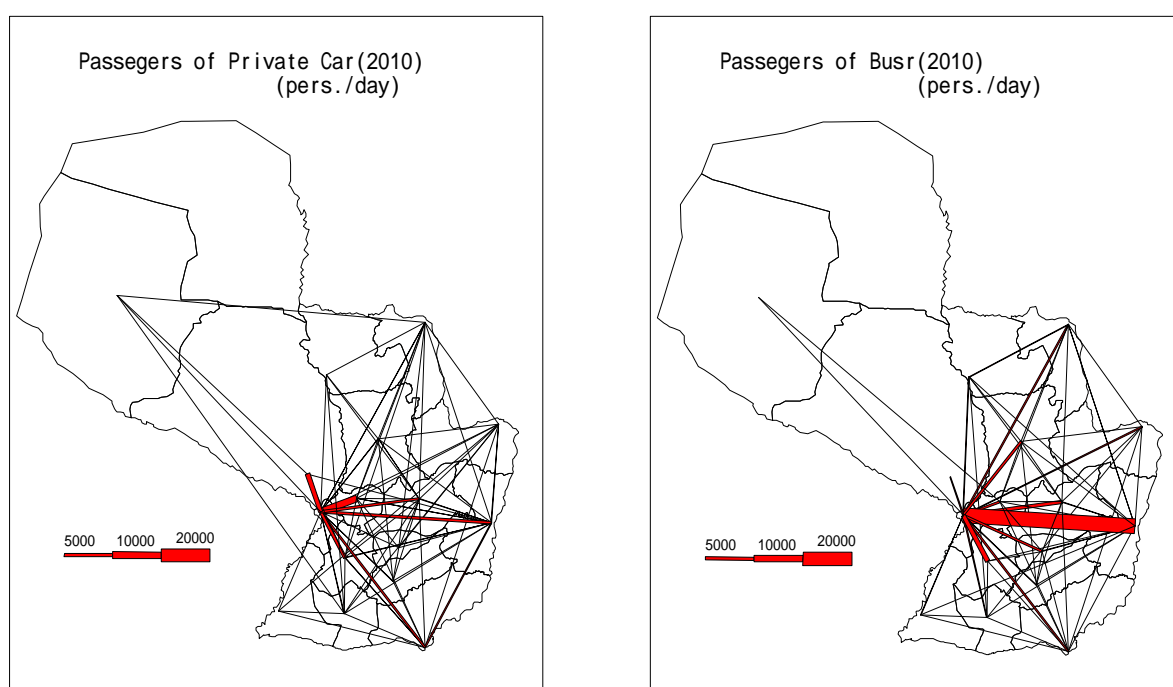 Passegers of Private Car(2010)
(pers./day)
5000 10000 20000
Passegers of Busr(2010)
(pers./day)
5000 10000 20000